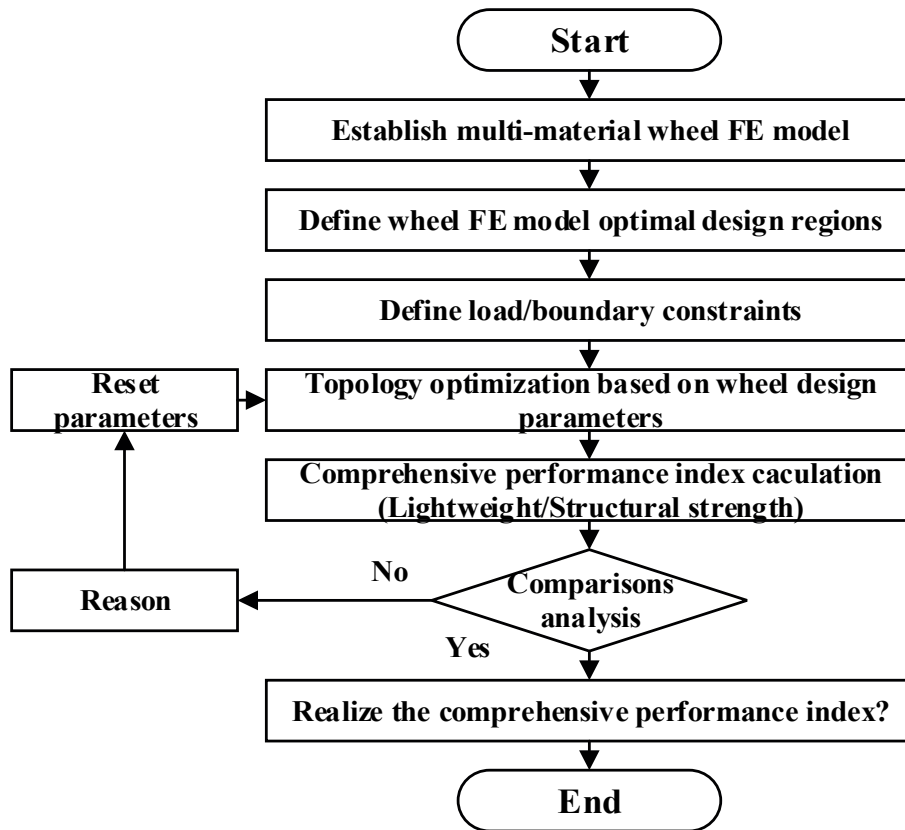 Start
Establish multi-material wheel FE model
Define wheel FE model optimal design regions
Define load/boundary constraints
Reset
parameters
Topology optimization based on wheel design
parameters
Comprehensive performance index caculation
(Lightweight/Structural strength)
No
Comparisons
analysis
Reason
Yes
Realize the comprehensive performance index?
End